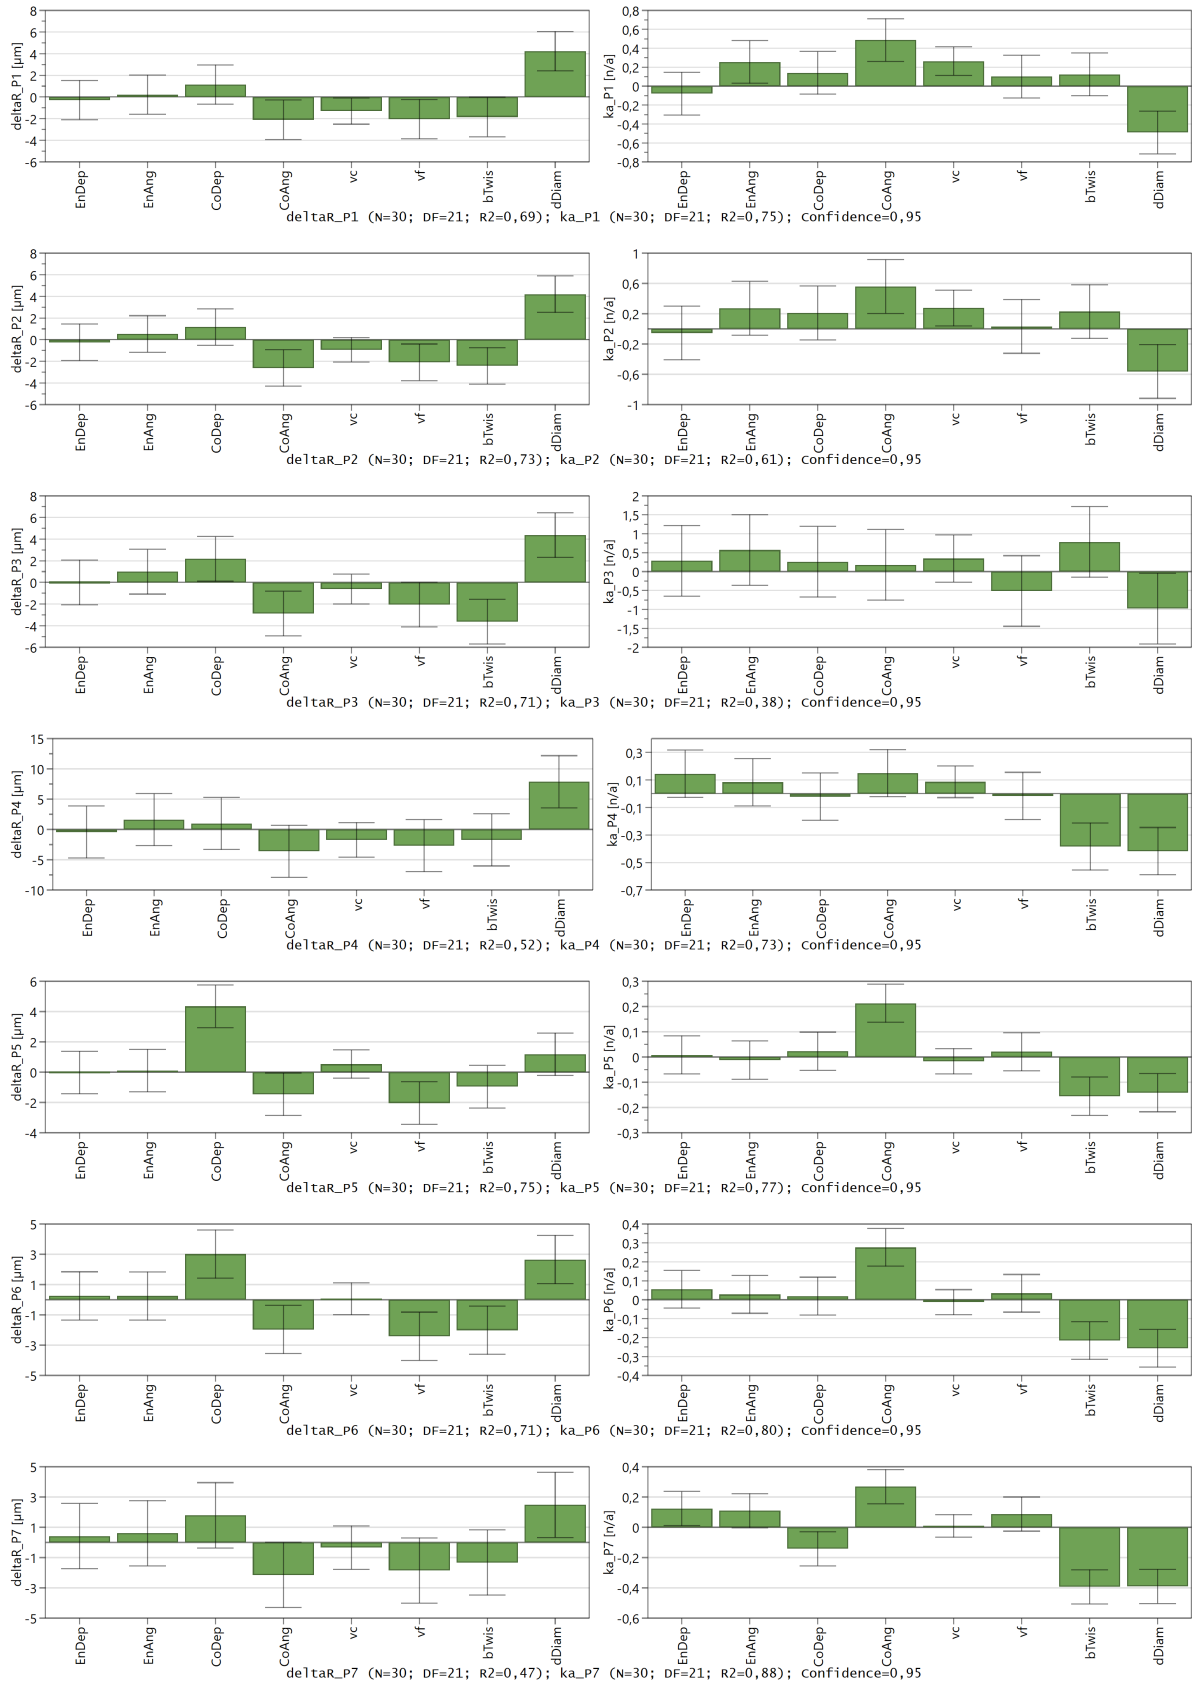 8
6
4
2
0
-2
-4
-6
deltaR_P1 [µm]
EnDep EnAng CoDep CoAng vc vf bTwis dDiam
0,8
0,6
0,4
0,2
0
-0,2
-0,4
-0,6
-0,8
ka_P1 [n/a]
EnDep EnAng CoDep CoAng vc vf bTwis dDiam
deltaR_P1 (N=30; DF=21; R2=0,69); ka_P1 (N=30; DF=21; R2=0,75); Confidence=0,95
8
6
4
2
0
-2
-4
-6
deltaR_P2 [µm]
EnDep EnAng CoDep CoAng vc vf bTwis dDiam
1
0,6
0,2
-0,2
-0,6
-1
ka_P2 [n/a]
EnDep EnAng CoDep CoAng vc vf bTwis dDiam
deltaR_P2 (N=30; DF=21; R2=0,73); ka_P2 (N=30; DF=21; R2=0,61); Confidence=0,95
8
6
4
2
0
-2
-4
-6
deltaR_P3 [µm]
EnDep EnAng CoDep CoAng vc vf bTwis dDiam
2
1,5
1
0,5
0
-0,5
-1
-1,5
-2
ka_P3 [n/a]
EnDep EnAng CoDep CoAng vc vf bTwis dDiam
deltaR_P3 (N=30; DF=21; R2=0,71); ka_P3 (N=30; DF=21; R2=0,38); Confidence=0,95
15
10
5
0
-5
-10
deltaR_P4 [µm]
EnDep EnAng CoDep CoAng vc vf bTwis dDiam
0,3
0,1
-0,1
-0,3
-0,5
-0,7
ka_P4 [n/a]
EnDep EnAng CoDep CoAng vc vf bTwis dDiam
deltaR_P4 (N=30; DF=21; R2=0,52); ka_P4 (N=30; DF=21; R2=0,73); Confidence=0,95
6
4
2
0
-2
-4
deltaR_P5 [µm]
EnDep EnAng CoDep CoAng vc vf bTwis dDiam
0,3
0,2
0,1
0
-0,1
-0,2
-0,3
ka_P5 [n/a]
EnDep EnAng CoDep CoAng vc vf bTwis dDiam
deltaR_P5 (N=30; DF=21; R2=0,75); ka_P5 (N=30; DF=21; R2=0,77); Confidence=0,95
5
3
1
-1
-3
-5
deltaR_P6 [µm]
EnDep EnAng CoDep CoAng vc vf bTwis dDiam
0,4
0,3
0,2
0,1
0
-0,1
-0,2
-0,3
-0,4
ka_P6 [n/a]
EnDep EnAng CoDep CoAng vc vf bTwis dDiam
deltaR_P6 (N=30; DF=21; R2=0,71); ka_P6 (N=30; DF=21; R2=0,80); Confidence=0,95
5
3
1
-1
-3
-5
deltaR_P7 [µm]
EnDep EnAng CoDep CoAng vc vf bTwis dDiam
0,4
0,2
0
-0,2
-0,4
-0,6
ka_P7 [n/a]
EnDep EnAng CoDep CoAng vc vf bTwis dDiam
deltaR_P7 (N=30; DF=21; R2=0,47); ka_P7 (N=30; DF=21; R2=0,88); Confidence=0,95